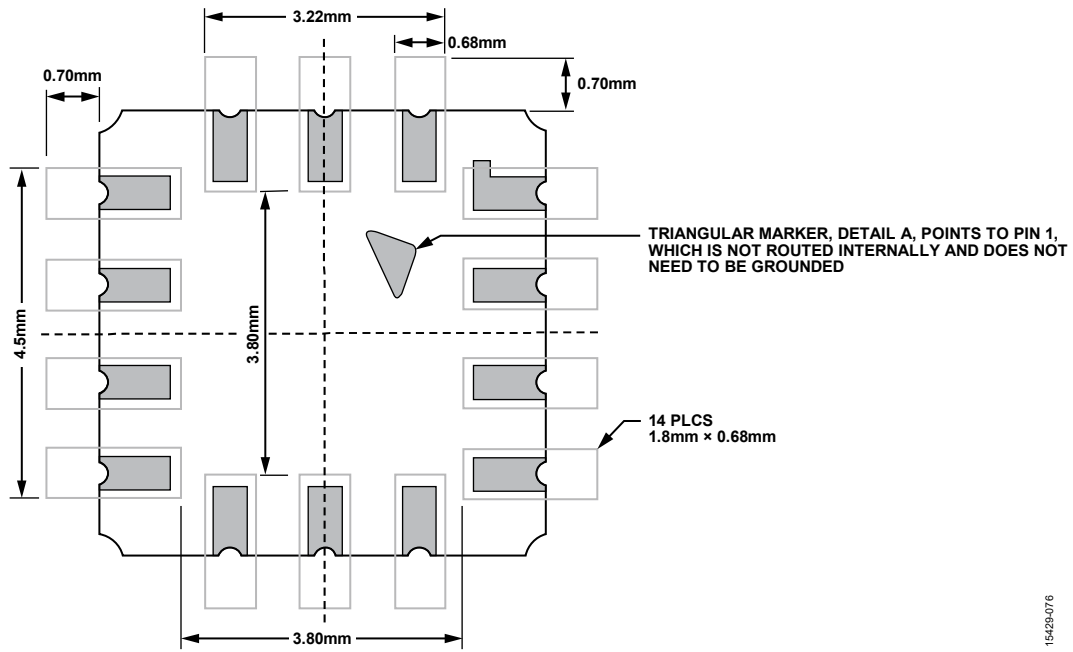 3.22mm
0.68mm
0.70mm
0.70mm
TRIANGULAR MARKER, DETAIL A, POINTS TO PIN 1,
WHICH IS NOT ROUTED INTERNALLY AND DOES NOT
NEED TO BE GROUNDED
4.5mm
3.80mm
14 PLCS
1.8mm × 0.68mm
3.80mm
15429-076